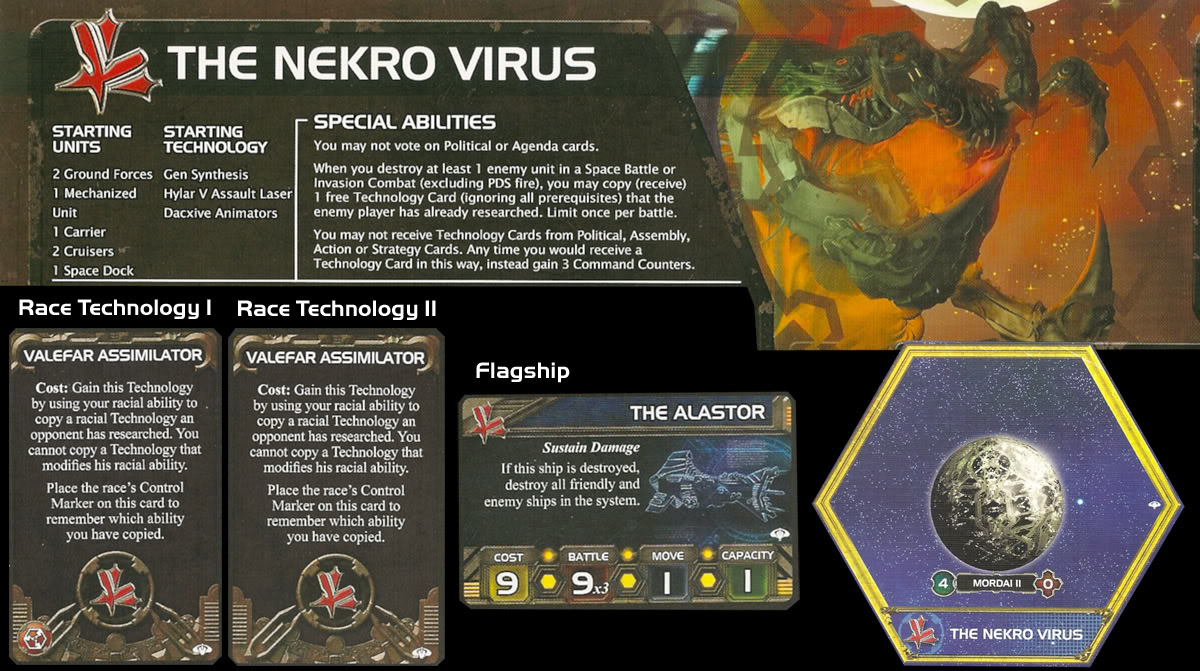 THE NEKRO VIRUS
STARTING
UNITS
2 Ground Forces
1 Mechanized
Unit
1 Carrier
2 Cruisers
1 Space Dock
STARTING
TECHNOLOGY
Gen Synthesis
Hylar V Assault Laser
Dacxive Animators
SPECIAL ABILITIES
You may not vote on Political or Agenda cards.
When you destroy at least 1 enemy unit in a Space Battle or
Invasion Combat (excluding PDS fire), you may copy (receive)
1 free Technology Card (ignoring all prerequisites) that the
enemy player has already researched. Limit once per battle.
You may not receive Technology Cards from Political, Assembly,
Action or Strategy Cards. Any time you would receive a
Technology Card in this way, instead gain 3 Command Counters.
Race Technology I
VALEFAR ASSIMILATOR
Cost: Gain this Technology
by using your racial ability to
copy a racial Technology an
opponent has researched. You
cannot copy a Technology that
modifies his racial ability.
Place the race's Control
Marker on this card to
remember which ability
you have copied.
Race Technology II
VALEFAR ASSIMILATOR
Cost: Gain this Technology
by using your racial ability to
copy a racial Technology an
opponent has researched. You
cannot copy a Technology that
modifies his racial ability.
Place the race's Control
Marker on this card to
remember which ability
you have copied.
Flagship
THE ALASTOR
Sustain Damage
If this ship is destroyed,
destroy all friendly and
enemy ships in the system.
COST BATTLE MOVE CAPACITY
9 9x3 1 1
4 MORDAI II 0
THE NEKRO VIRUS